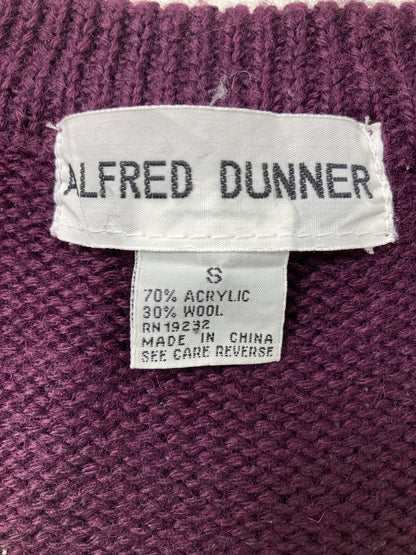 ALFRED DUNNER
S
70% ACRYLIC
30% WOOL
RN 19232
MADE IN CHINA
SEE CARE REVERSE